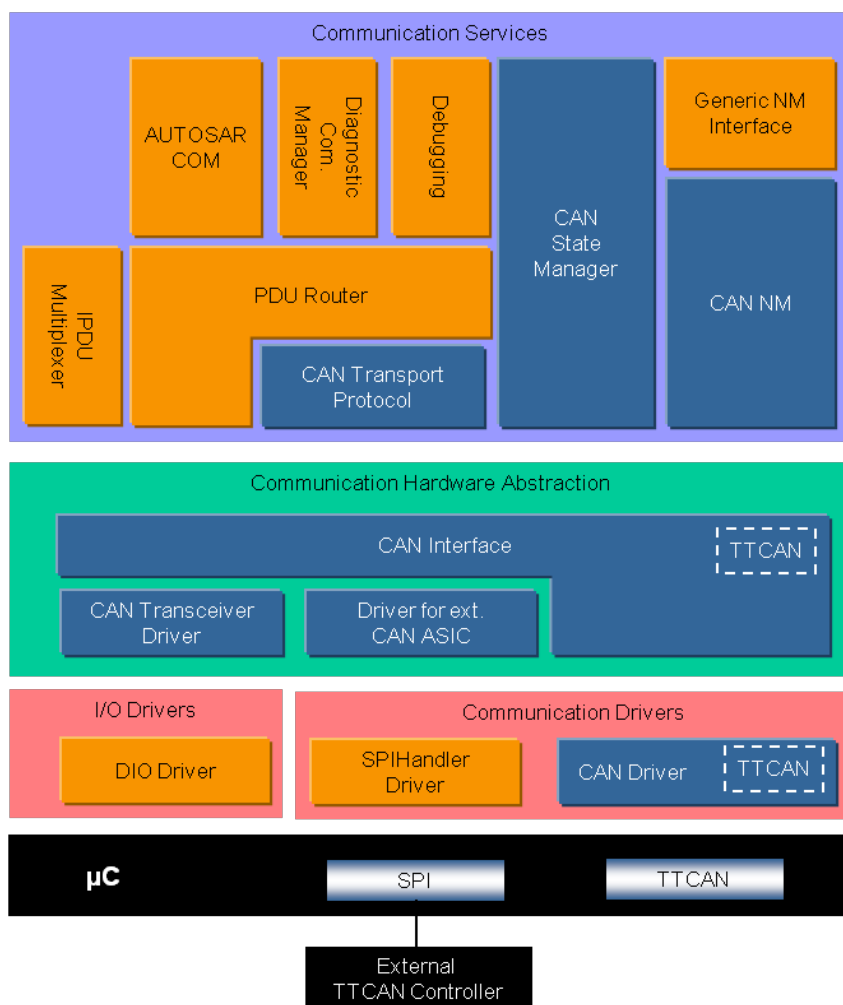 Communication Services
AUTOSAR
COM
Diagnostic
Com.
Manager
Debugging
CAN
State
Manager
Generic NM
Interface
CAN NM
IPDU
Multiplexer
PDU Router
CAN Transport
Protocol
Communication Hardware Abstraction
CAN Interface
TTCAN
CAN Transceiver
Driver
Driver for ext.
CAN ASIC
I/O Drivers
DIO Driver
Communication Drivers
SPIHandler
Driver
CAN Driver
TTCAN
µC
SPI
TTCAN
External
TTCAN Controller